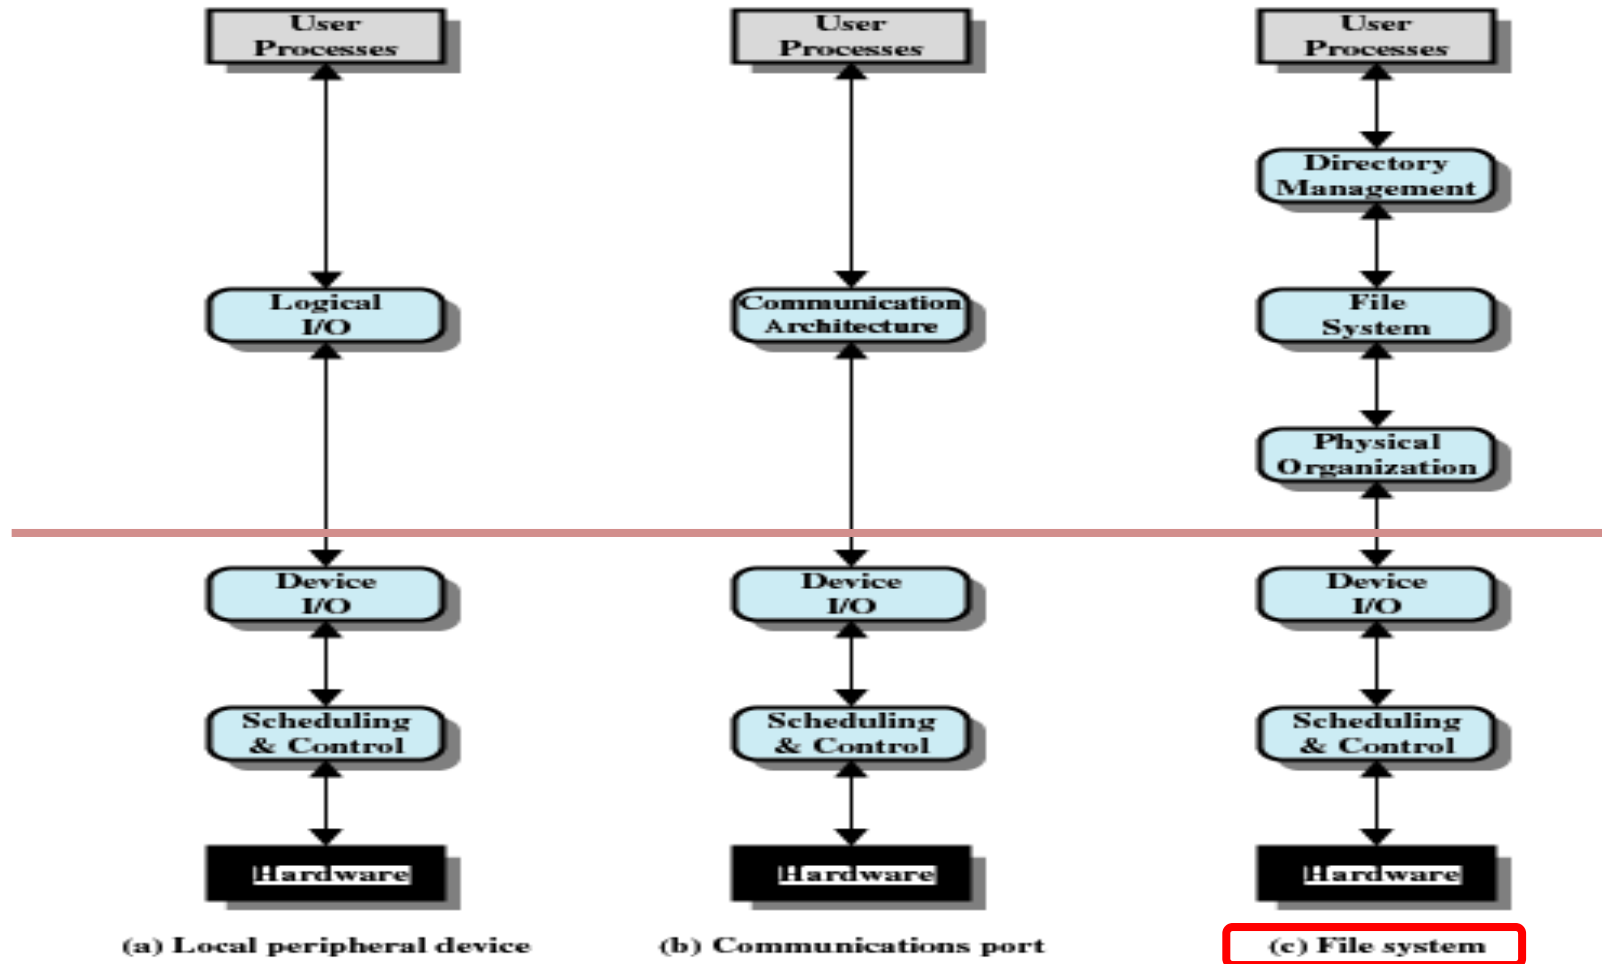 User
Processes
Logical
I/O
Device
I/O
Scheduling
& Control
Hardware
(a) Local peripheral device
User
Processes
Communication
Architecture
Device
I/O
Scheduling
& Control
Hardware
(b) Communications port
User
Processes
Directory
Management
File
System
Physical
Organization
Device
I/O
Scheduling
& Control
Hardware
(c) File system